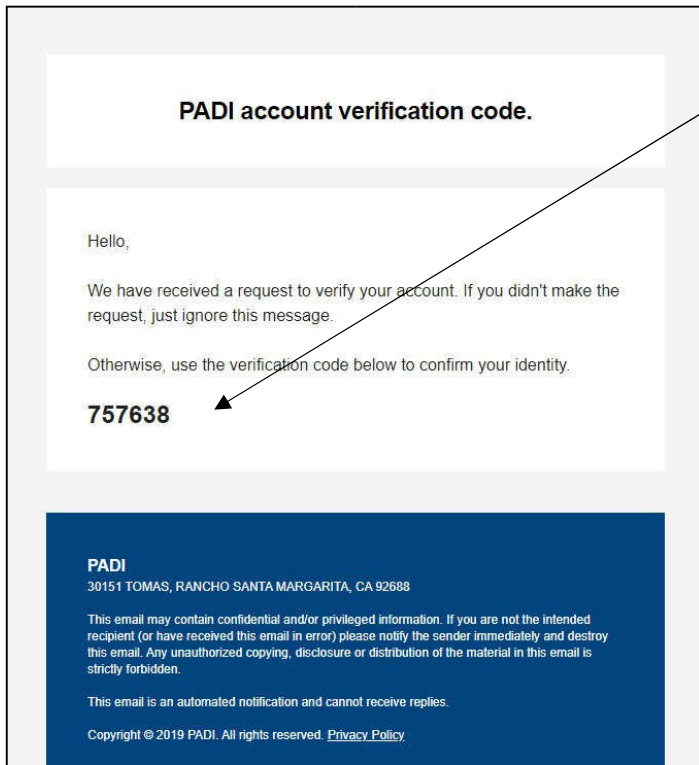 PADI account verification code.
Hello,
We have received a request to verify your account. If you didn't make the
request, just ignore this message.
Otherwise, use the verification code below to confirm your identity.
757638
PADI
30151 TOMAS, RANCHO SANTA MARGARITA, CA 92688
This email may contain confidential and/or privileged information. If you are not the intended
recipient (or have received this email in error) please notify the sender immediately and destroy
this email. Any unauthorized copying, disclosure or distribution of the material in this email is
strictly forbidden.
This email is an automated notification and cannot receive replies.
Copyright © 2019 PADI. All rights reserved. Privacy Policy